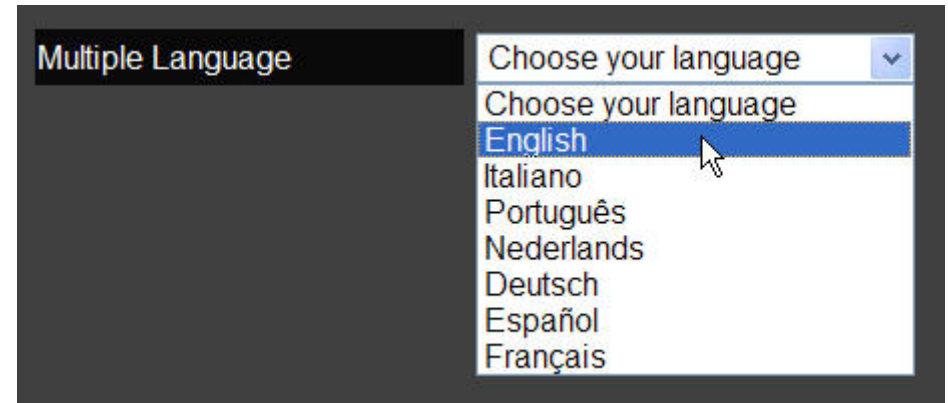 Multiple Language
Choose your language
Choose your language
English
Italiano
Português
Nederlands
Deutsch
Español
Français